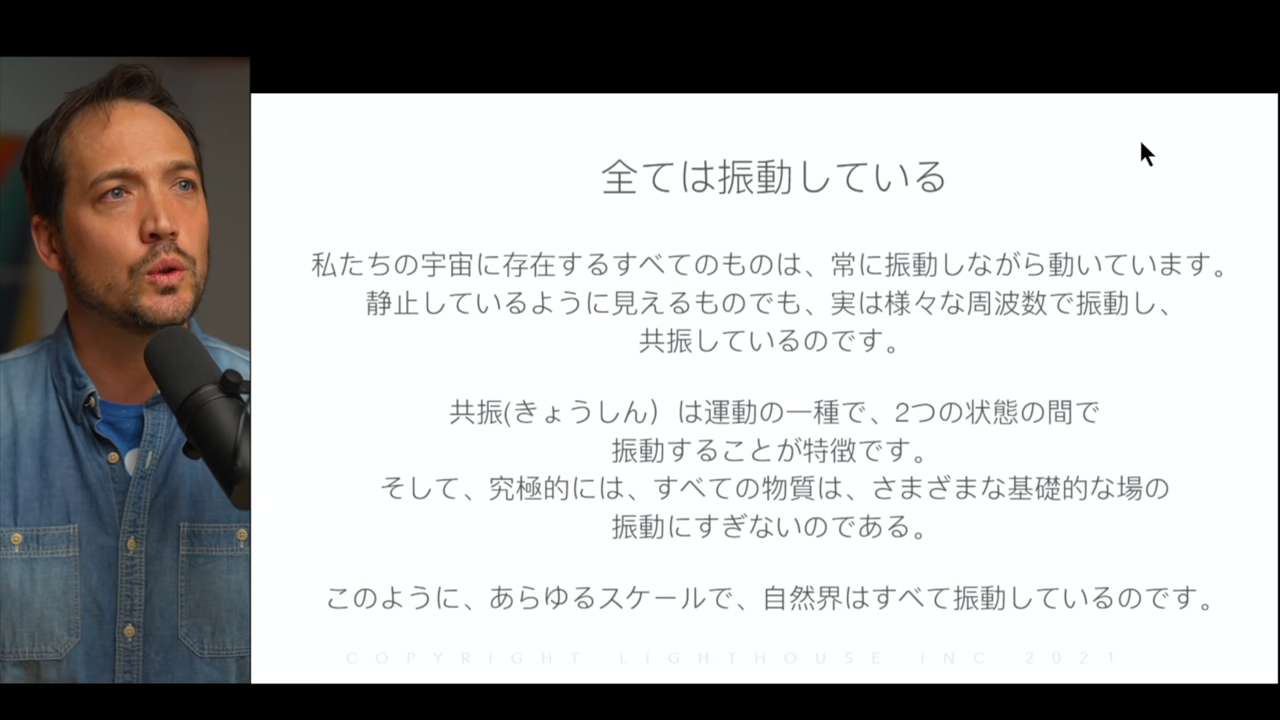 全ては振動している
私たちの宇宙に存在するすべてのものは、常に振動しながら動いています。
静止しているように見えるものでも、実は様々な周波数で振動し、
共振しているのです。
共振(きょうしん）は運動の一種で、2つの状態の間で
振動することが特徴です。
そして、究極的には、すべての物質は、さまざまな基礎的な場の
振動にすぎないのである。
このように、あらゆるスケールで、自然界はすべて振動しているのです。
COPYRIGHT LIGHTHOUSE INC 2021